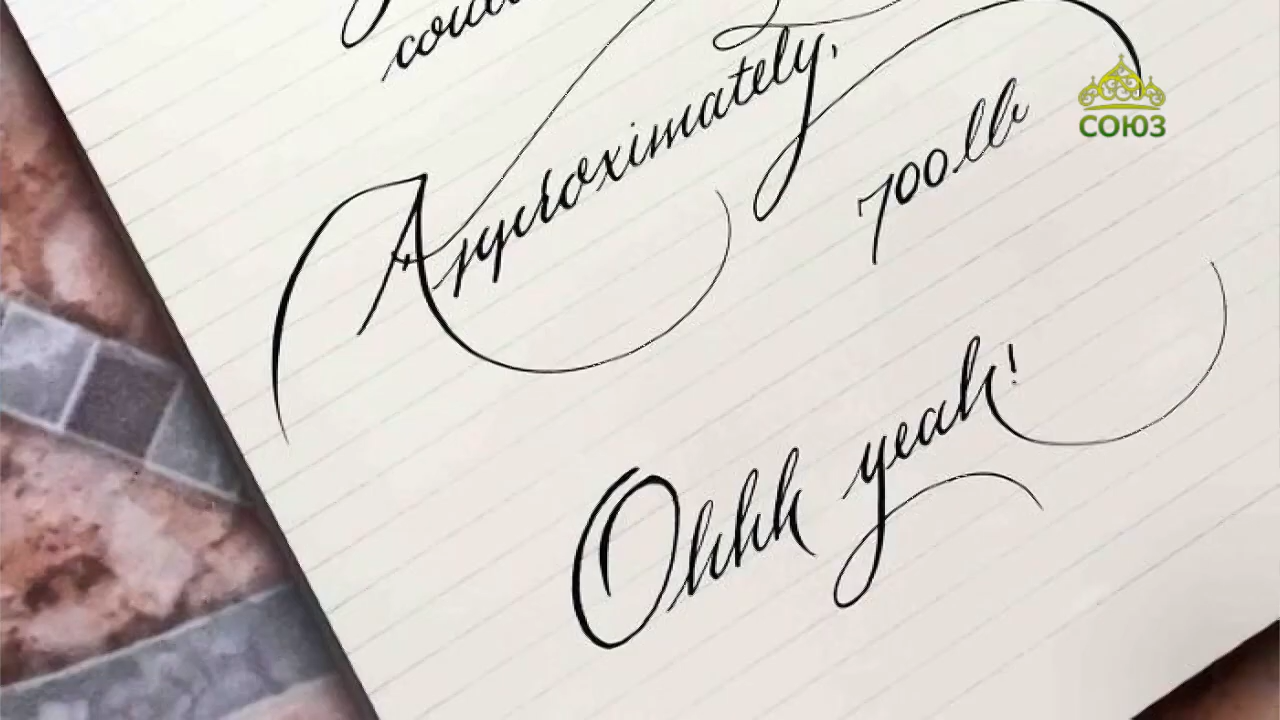 Approximately,
700lb
Ohhh yeah!
СОЮЗ